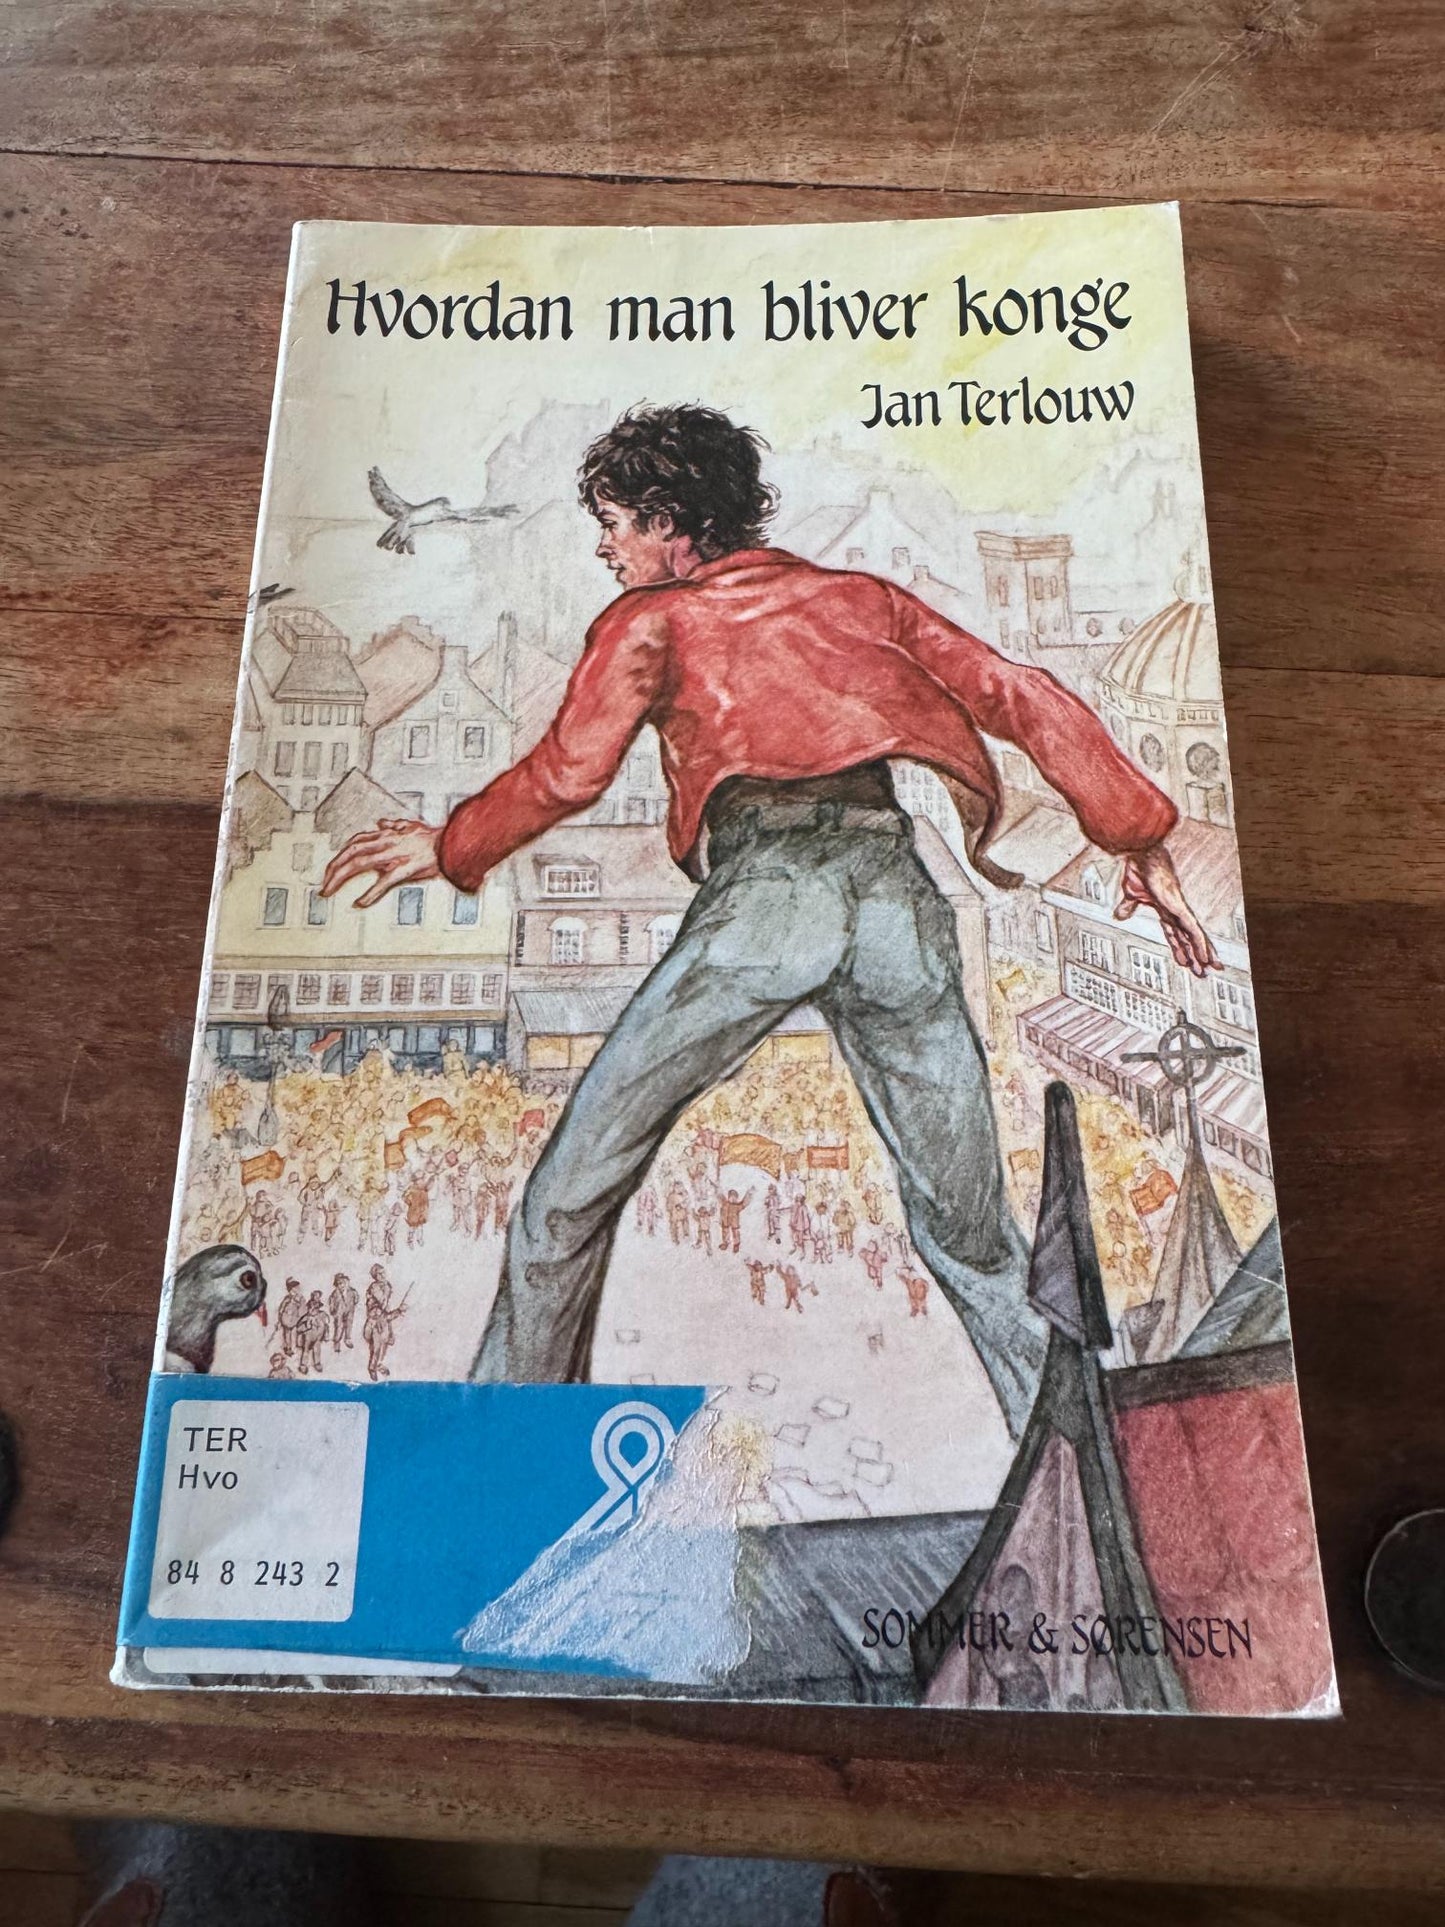 Hvordan man bliver konge
Jan Terlouw
TER
Hvo
84 8 243 2
SOMMER & SØRENSEN